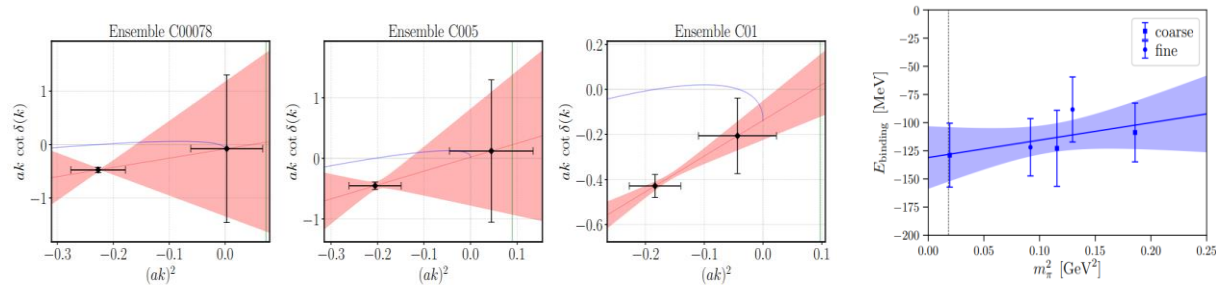 Ensemble C00078
ak cot δ(k)
1
0
−1
−0.3 −0.2 −0.1 0.0
(ak)²
Ensemble C005
ak cot δ(k)
1
0
−1
−0.3 −0.2 −0.1 0.0 0.1
(ak)²
Ensemble C01
ak cot δ(k)
0.2
0.0
−0.2
−0.4
−0.6
−0.2 −0.1 0.0 0.1
(ak)²
E_binding [MeV]
0
−25
−50
−75
−100
−125
−150
−175
−200
coarse
fine
0.00 0.05 0.10 0.15 0.20 0.25
m_π² [GeV²]